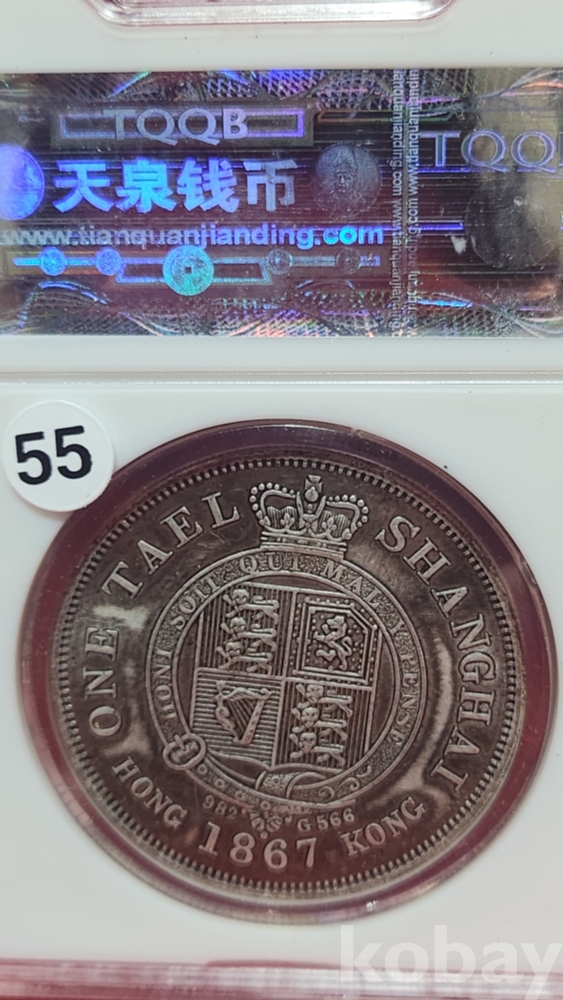 TQQB
TQQ
天泉钱币
www.tianquanjianding.com
55
ONE TAEL SHANGHAI
HONI SOIT QUI MAL Y PENSE
982 G566
HONG 1867 KONG
kobay